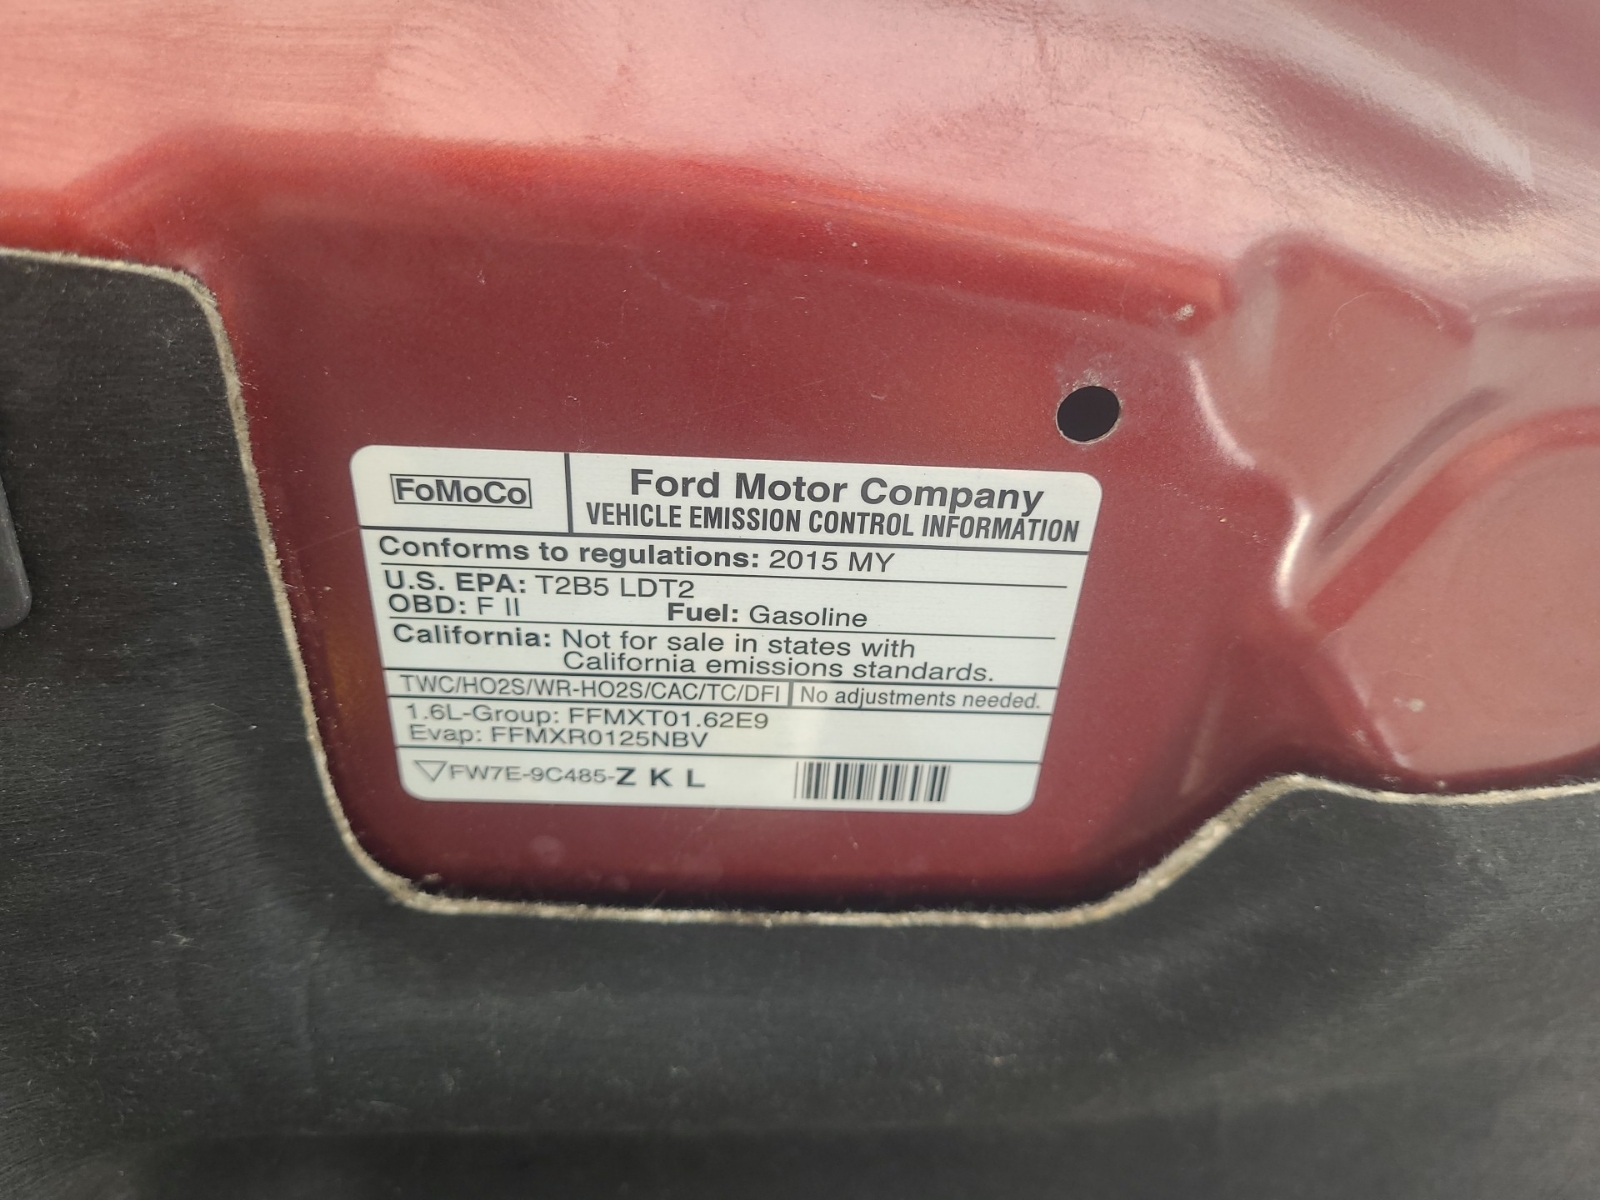 FoMoCo
Ford Motor Company
VEHICLE EMISSION CONTROL INFORMATION
Conforms to regulations: 2015 MY
U.S. EPA: T2B5 LDT2
OBD: F II Fuel: Gasoline
California: Not for sale in states with
California emissions standards.
TWC/HO2S/WR-HO2S/CAC/TC/DFI No adjustments needed.
1.6L-Group: FFMXT01.62E9
Evap: FFMXR0125NBV
FW7E-9C485-Z K L